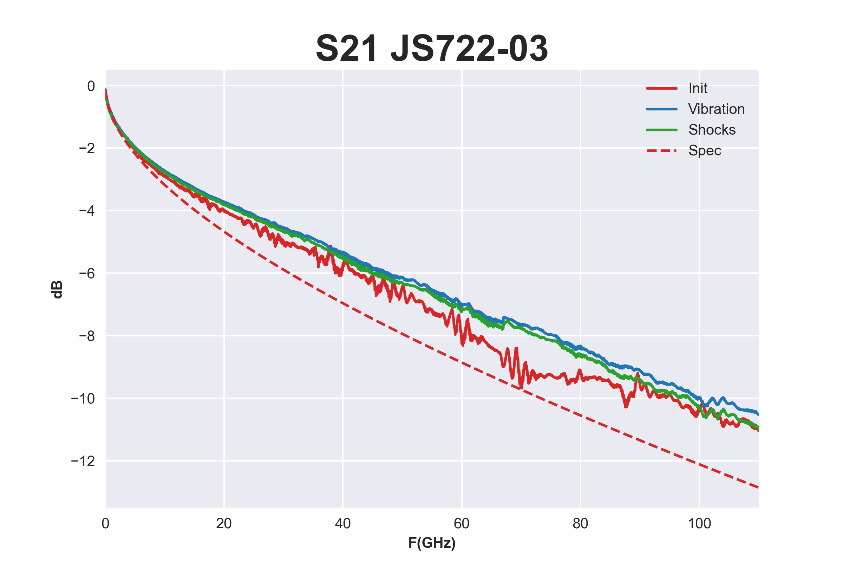 S21 JS722-03
Init
Vibration
Shocks
Spec
0
−2
−4
−6
−8
−10
−12
dB
0 20 40 60 80 100
F(GHz)